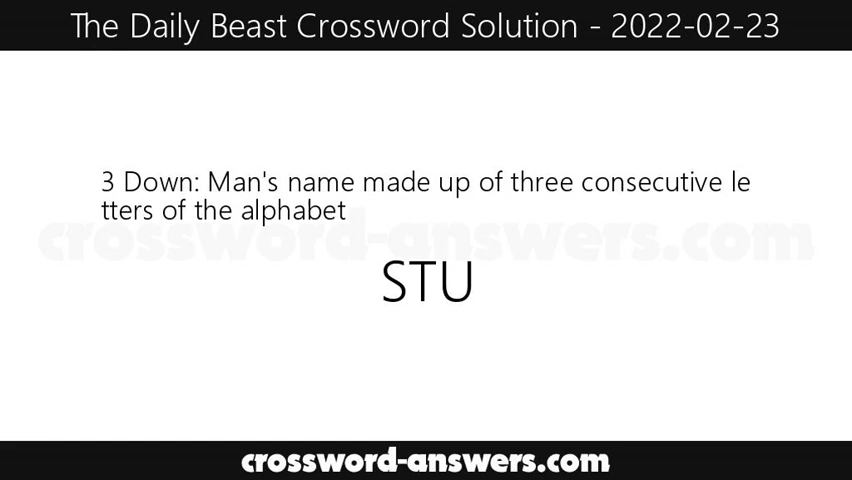 The Daily Beast Crossword Solution - 2022-02-23
3 Down: Man's name made up of three consecutive le
tters of the alphabet
crossword-answers.com
STU
crossword-answers.com